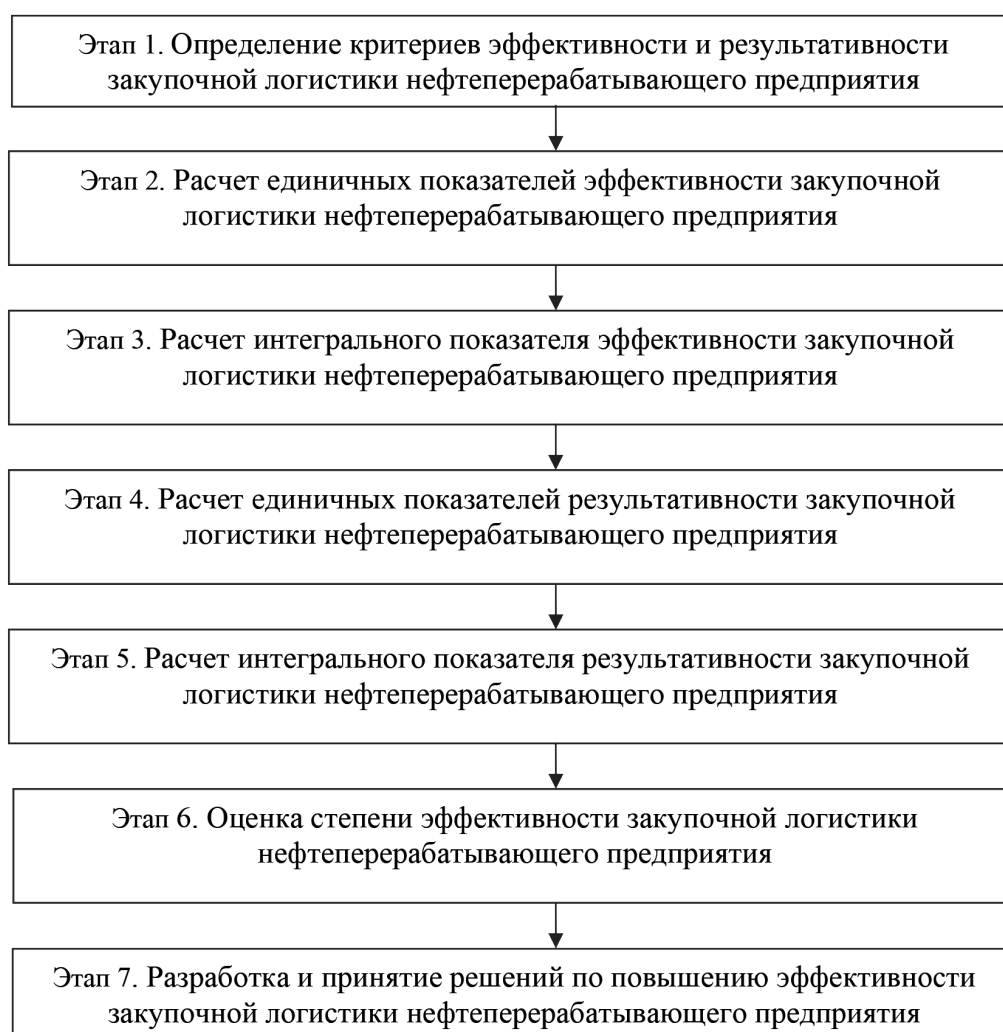 Этап 1. Определение критериев эффективности и результативности
закупочной логистики нефтеперерабатывающего предприятия
Этап 2. Расчет единичных показателей эффективности закупочной
логистики нефтеперерабатывающего предприятия
Этап 3. Расчет интегрального показателя эффективности закупочной
логистики нефтеперерабатывающего предприятия
Этап 4. Расчет единичных показателей результативности закупочной
логистики нефтеперерабатывающего предприятия
Этап 5. Расчет интегрального показателя результативности закупочной
логистики нефтеперерабатывающего предприятия
Этап 6. Оценка степени эффективности закупочной логистики
нефтеперерабатывающего предприятия
Этап 7. Разработка и принятие решений по повышению эффективности
закупочной логистики нефтеперерабатывающего предприятия